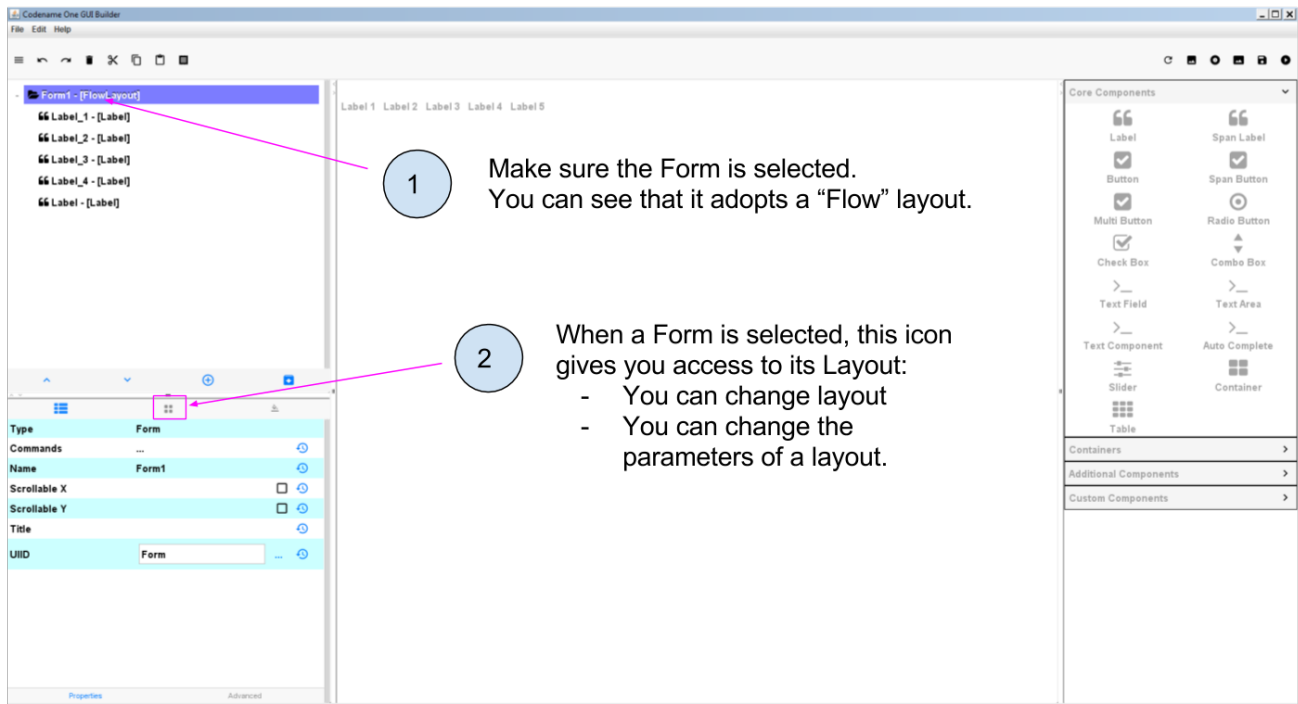 Codename One GUI Builder
File Edit Help
Form1 - [FlowLayout]
Label_1 - [Label]
Label_2 - [Label]
Label_3 - [Label]
Label_4 - [Label]
Label - [Label]
Label 1 Label 2 Label 3 Label 4 Label 5
1
Make sure the Form is selected.
You can see that it adopts a “Flow” layout.
2
When a Form is selected, this icon
gives you access to its Layout:
- You can change layout
- You can change the
parameters of a layout.
Type Form
Commands ...
Name Form1
Scrollable X
Scrollable Y
Title
UIID Form ...
Properties Advanced
Core Components
Label Span Label
Button Span Button
Multi Button Radio Button
Check Box Combo Box
Text Field Text Area
Text Component Auto Complete
Slider Container
Table
Containers
Additional Components
Custom Components